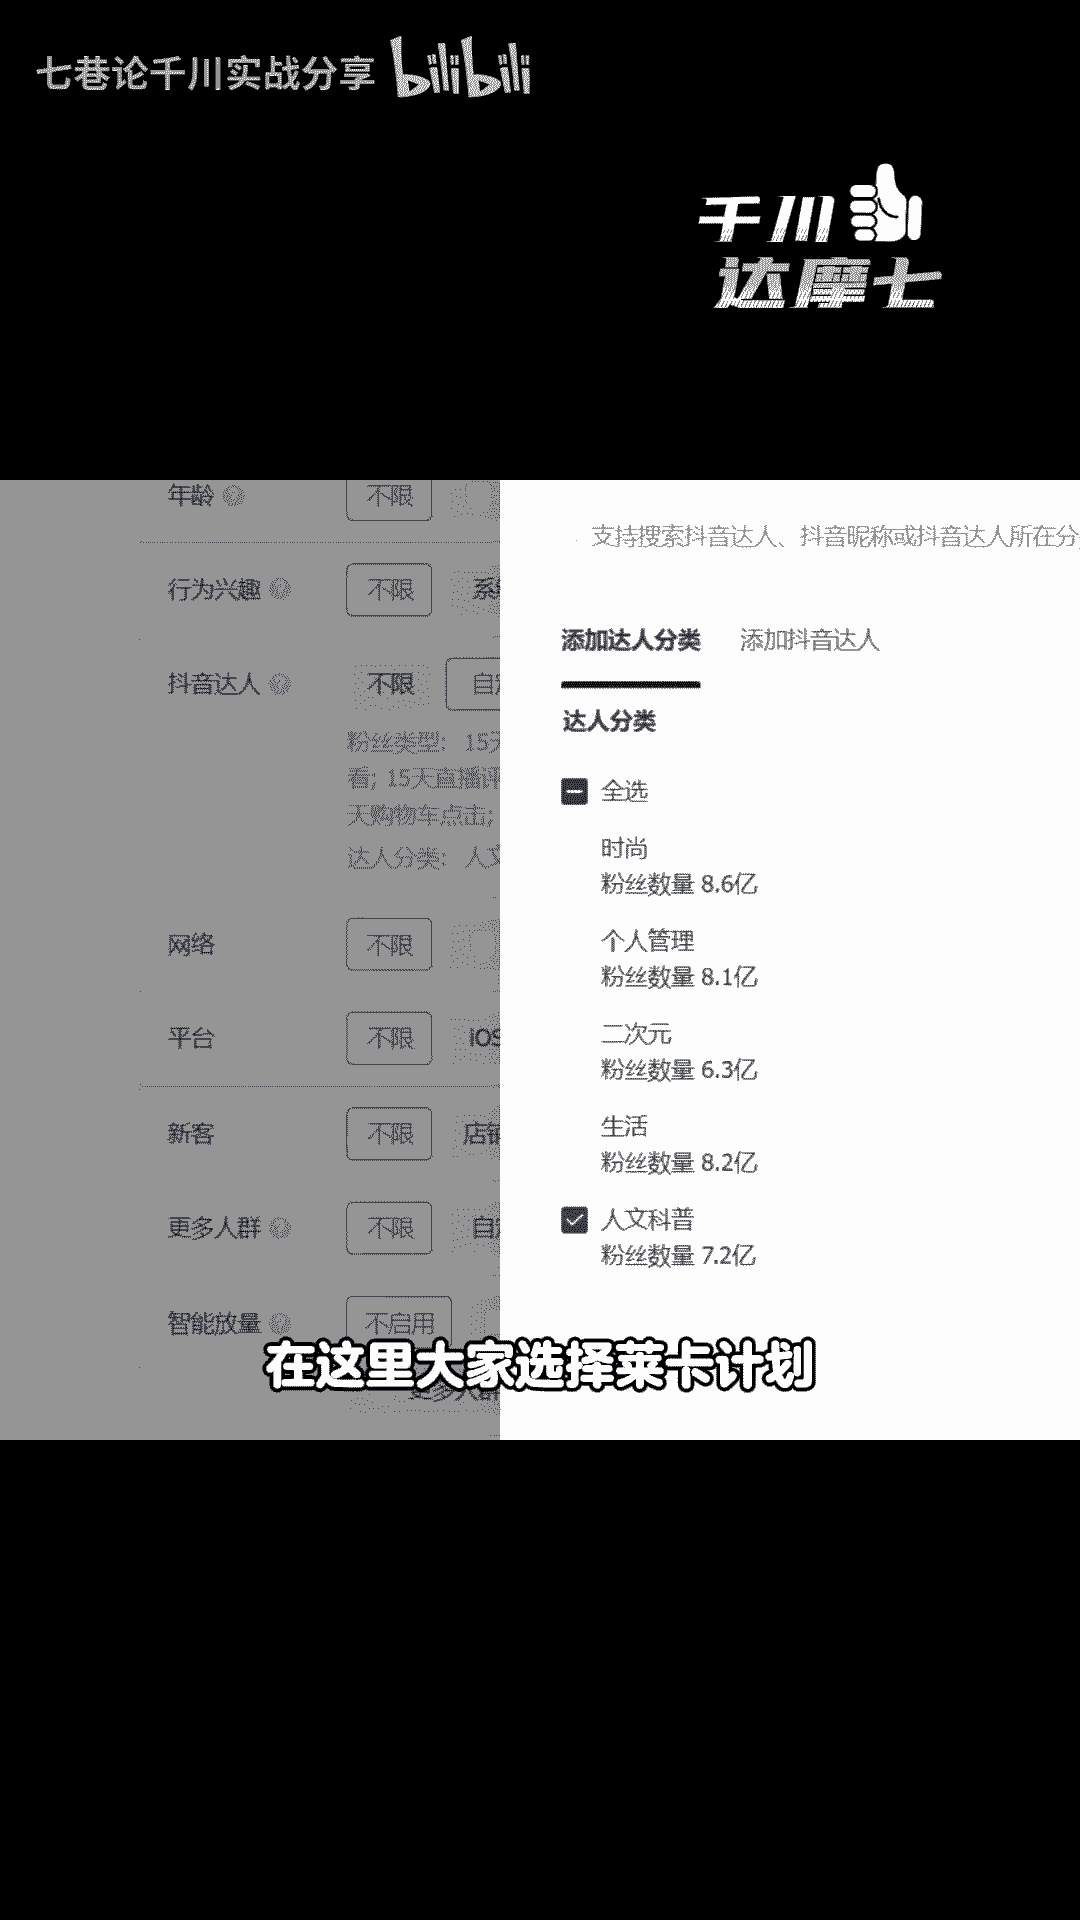 七巷论千川实战分享 bilibili
千川
达摩七
年龄 不限
支持搜索抖音达人、抖音昵称或抖音达人所在分
行为兴趣 不限 系
添加达人分类 添加抖音达人
抖音达人 不限 自
达人分类
粉丝类型： 15天
看; 15天直播评
天购物车点击;
达人分类： 人文
全选
时尚
粉丝数量 8.6亿
网络 不限
个人管理
粉丝数量 8.1亿
平台 不限 iOS
二次元
粉丝数量 6.3亿
新客 不限 店铺
生活
粉丝数量 8.2亿
更多人群 不限 自
人文科普
粉丝数量 7.2亿
智能放量 不启用
在这里大家选择莱卡计划
更多人群